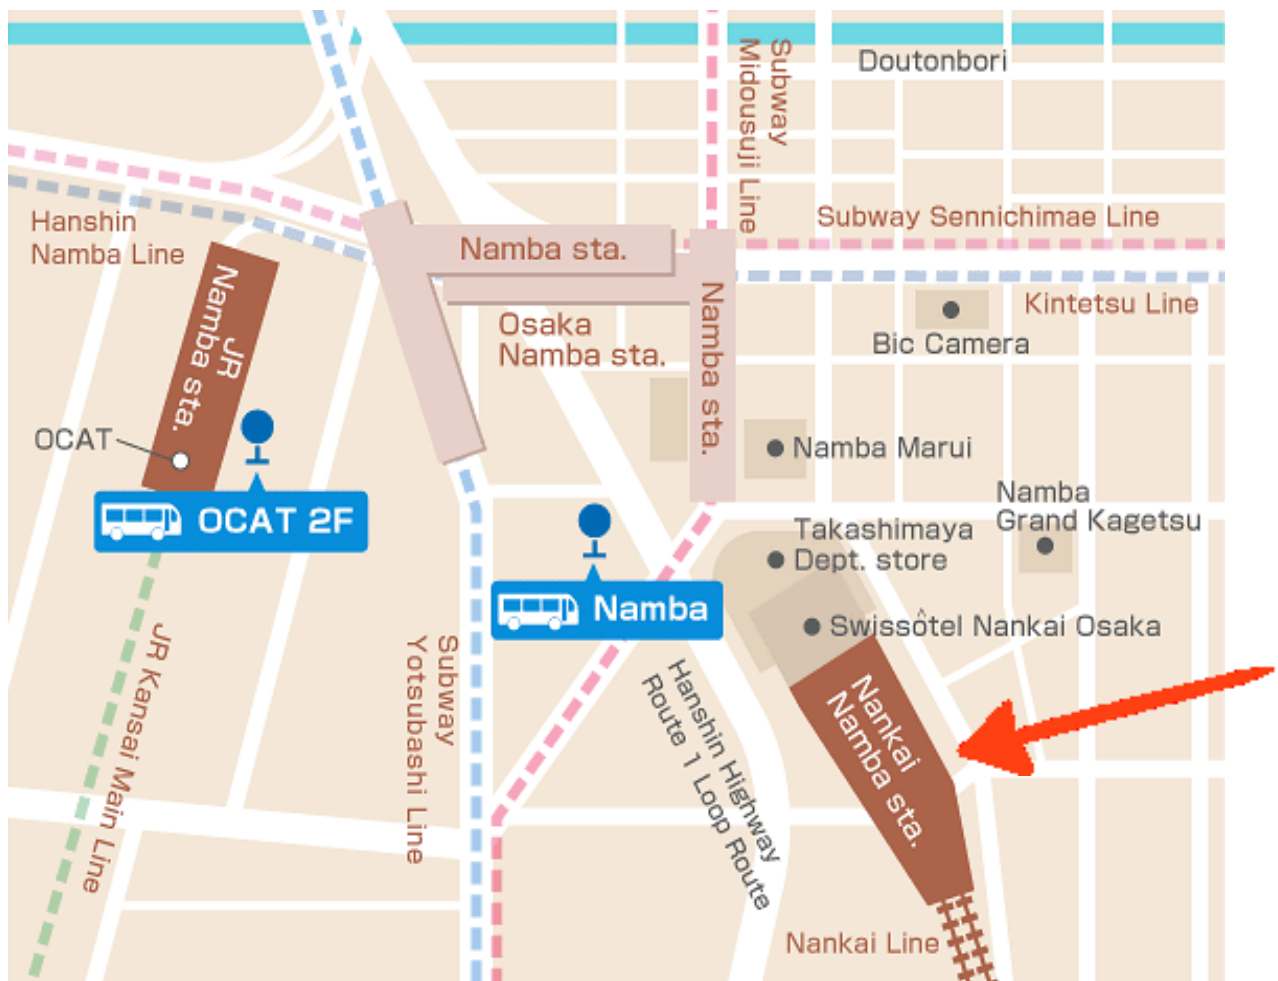 Doutonbori
Subway
Midousuji Line
Subway Sennichimae Line
Hanshin
Namba Line
Namba sta.
Kintetsu Line
JR
Namba sta.
Osaka
Namba sta.
Namba sta.
Bic Camera
OCAT
Namba Marui
OCAT 2F
Namba
Grand Kagetsu
Takashimaya
Dept. store
Namba
Swissôtel Nankai Osaka
JR Kansai Main Line
Subway
Yotsubashi Line
Hanshin Highway
Route 1 Loop Route
Nankai
Namba sta.
Nankai Line